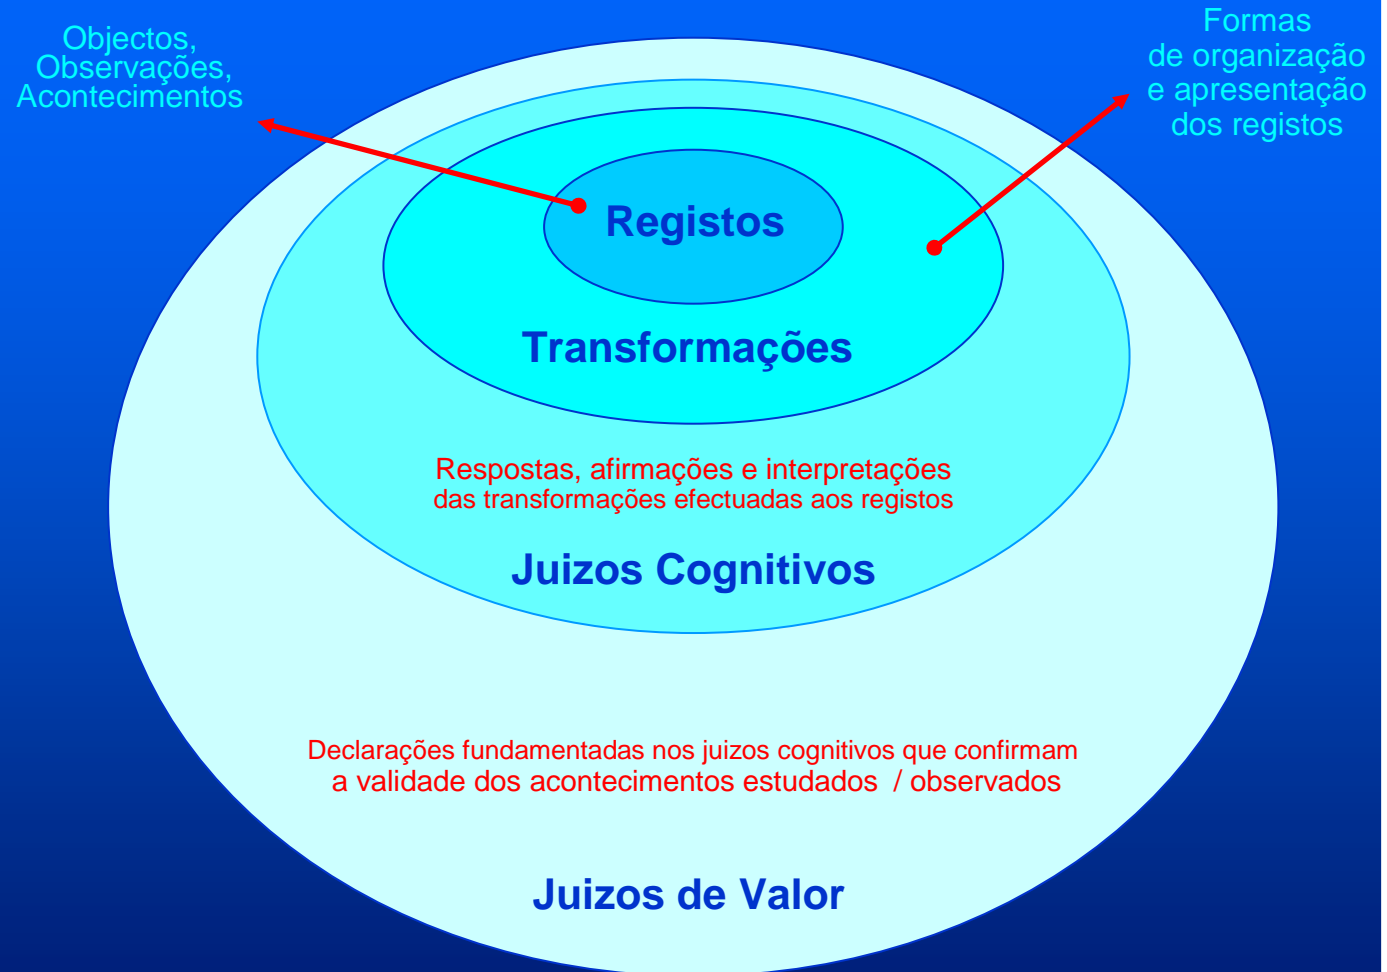 Objectos,
Observações,
Acontecimentos
Formas
de organização
e apresentação
dos registos
Registos
Transformações
Respostas, afirmações e interpretações
das transformações efectuadas aos registos
Juizos Cognitivos
Declarações fundamentadas nos juizos cognitivos que confirmam
a validade dos acontecimentos estudados / observados
Juizos de Valor